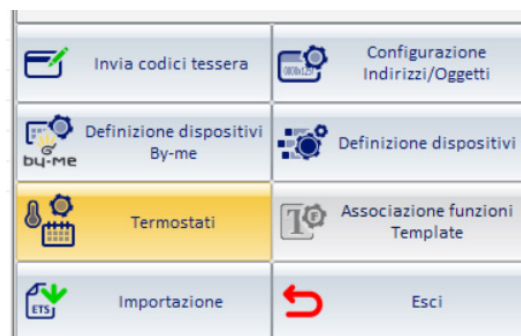 Invia codici tessera
Configurazione
Indirizzi/Oggetti
Definizione dispositivi
By-me
by-me
Definizione dispositivi
Termostati
Associazione funzioni
Template
T F
ETS
Importazione
Esci